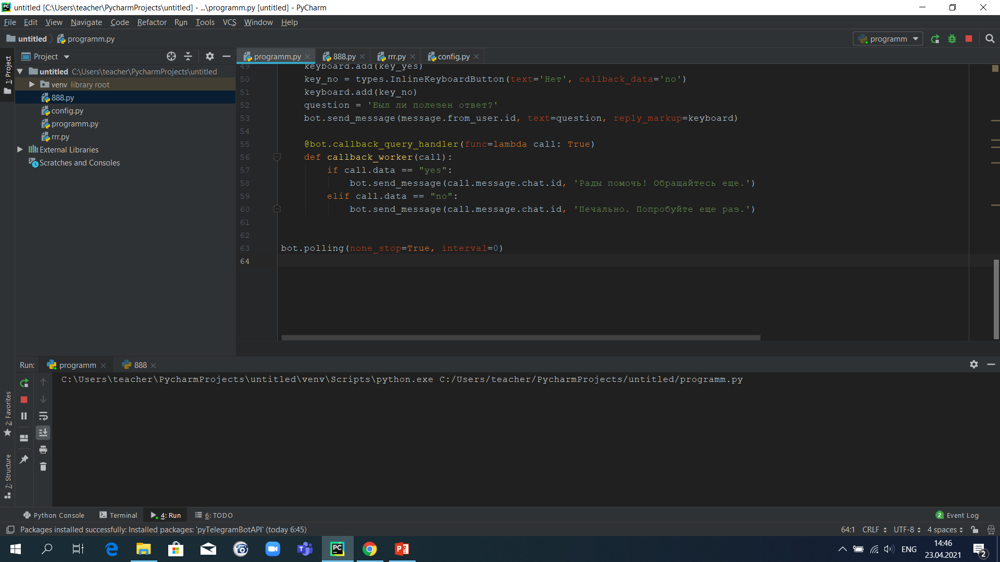 untitled [C:\Users\teacher\PycharmProjects\untitled] - ...\programm.py [untitled] - PyCharm
File Edit View Navigate Code Refactor Run Tools VCS Window Help
untitled programm.py
programm
Project
programm.py 888.py rrr.py config.py
1: Project
untitled C:\Users\teacher\PycharmProjects\untitled
venv library root
888.py
config.py
programm.py
rrr.py
External Libraries
Scratches and Consoles
49 keyboard.add(key_yes)
50 key_no = types.InlineKeyboardButton(text='Нет', callback_data='no')
51 keyboard.add(key_no)
52 question = 'Был ли полезен ответ?'
53 bot.send_message(message.from_user.id, text=question, reply_markup=keyboard)
54
55 @bot.callback_query_handler(func=lambda call: True)
56 def callback_worker(call):
57 if call.data == "yes":
58 bot.send_message(call.message.chat.id, 'Рады помочь! Обращайтесь еще.')
59 elif call.data == "no":
60 bot.send_message(call.message.chat.id, 'Печально. Попробуйте еще раз.')
61
62
63 bot.polling(none_stop=True, interval=0)
64
Run: programm 888
C:\Users\teacher\PycharmProjects\untitled\venv\Scripts\python.exe C:/Users/teacher/PycharmProjects/untitled/programm.py
2: Favorites
7: Structure
Python Console Terminal 4: Run 6: TODO 2 Event Log
Packages installed successfully: Installed packages: 'pyTelegramBotAPI' (today 6:45) 64:1 CRLF UTF-8 4 spaces
ENG 14:46
23.04.2021
2